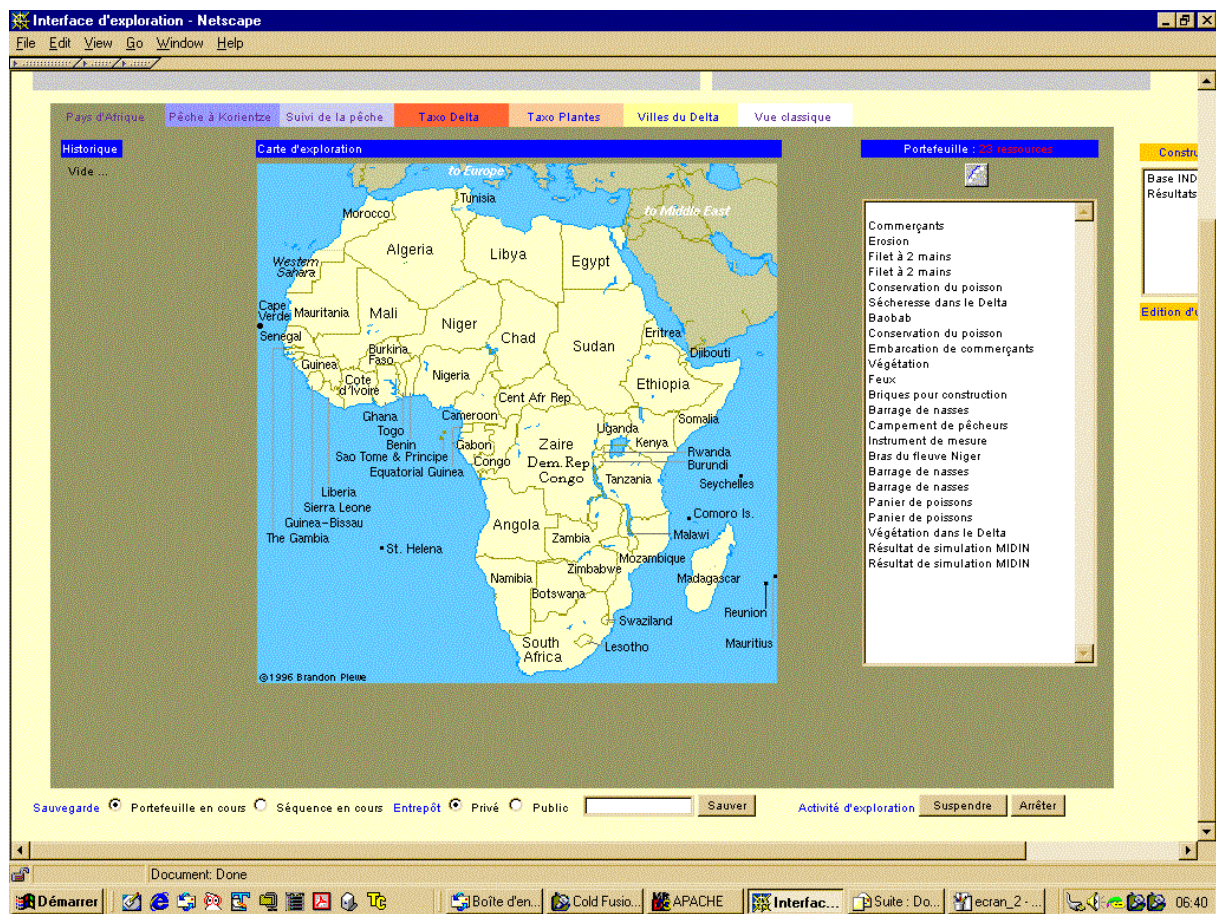 Interface d'exploration - Netscape
File Edit View Go Window Help
Pays d'Afrique Pêche à Korientze Suivi de la pêche Taxo Delta Taxo Plantes Villes du Delta Vue classique
Historique
Vide ...
Carte d'exploration
to Europe
to Middle East
Tunisia
Morocco
Algeria
Libya
Egypt
Western
Sahara
Cape
Verde
Mauritania
Mali
Niger
Chad
Sudan
Eritrea
Senegal
Djibouti
Burkina
Faso
Guinea
Cote
d'Ivoire
Nigeria
Ethiopia
Cent Afr Rep
Ghana
Togo
Benin
Cameroon
Somalia
Uganda
Kenya
Sao Tome & Principe
Equatorial Guinea
Gabon
Congo
Zaire
Dem. Rep
Congo
Rwanda
Burundi
Tanzania
Seychelles
Liberia
Sierra Leone
Guinea-Bissau
The Gambia
Comoro Is.
Angola
Zambia
Malawi
St. Helena
Mozambique
Zimbabwe
Namibia
Botswana
Madagascar
Reunion
Mauritius
Swaziland
Lesotho
South
Africa
©1996 Brandon Plewe
Portefeuille : 23 ressources
Commerçants
Erosion
Filet à 2 mains
Filet à 2 mains
Conservation du poisson
Sécheresse dans le Delta
Baobab
Conservation du poisson
Embarcation de commerçants
Végétation
Feux
Briques pour construction
Barrage de nasses
Campement de pêcheurs
Instrument de mesure
Bras du fleuve Niger
Barrage de nasses
Barrage de nasses
Panier de poissons
Panier de poissons
Végétation dans le Delta
Résultat de simulation MIDIN
Résultat de simulation MIDIN
Constru
Base IND
Résultats
Edition d'u
Sauvegarde Portefeuille en cours Séquence en cours Entrepôt Privé Public Sauver Activité d'exploration Suspendre Arrêter
Document: Done
Démarrer Boîte d'en... Cold Fusio... APACHE Interfac... Suite : Do... ecran_2 - ... 06:40